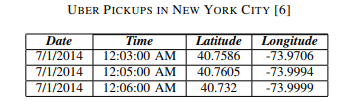 UBER PICKUPS IN NEW YORK CITY [6]
Date Time Latitude Longitude
7/1/2014 12:03:00 AM 40.7586 -73.9706
7/1/2014 12:05:00 AM 40.7605 -73.9994
7/1/2014 12:06:00 AM 40.732 -73.9999